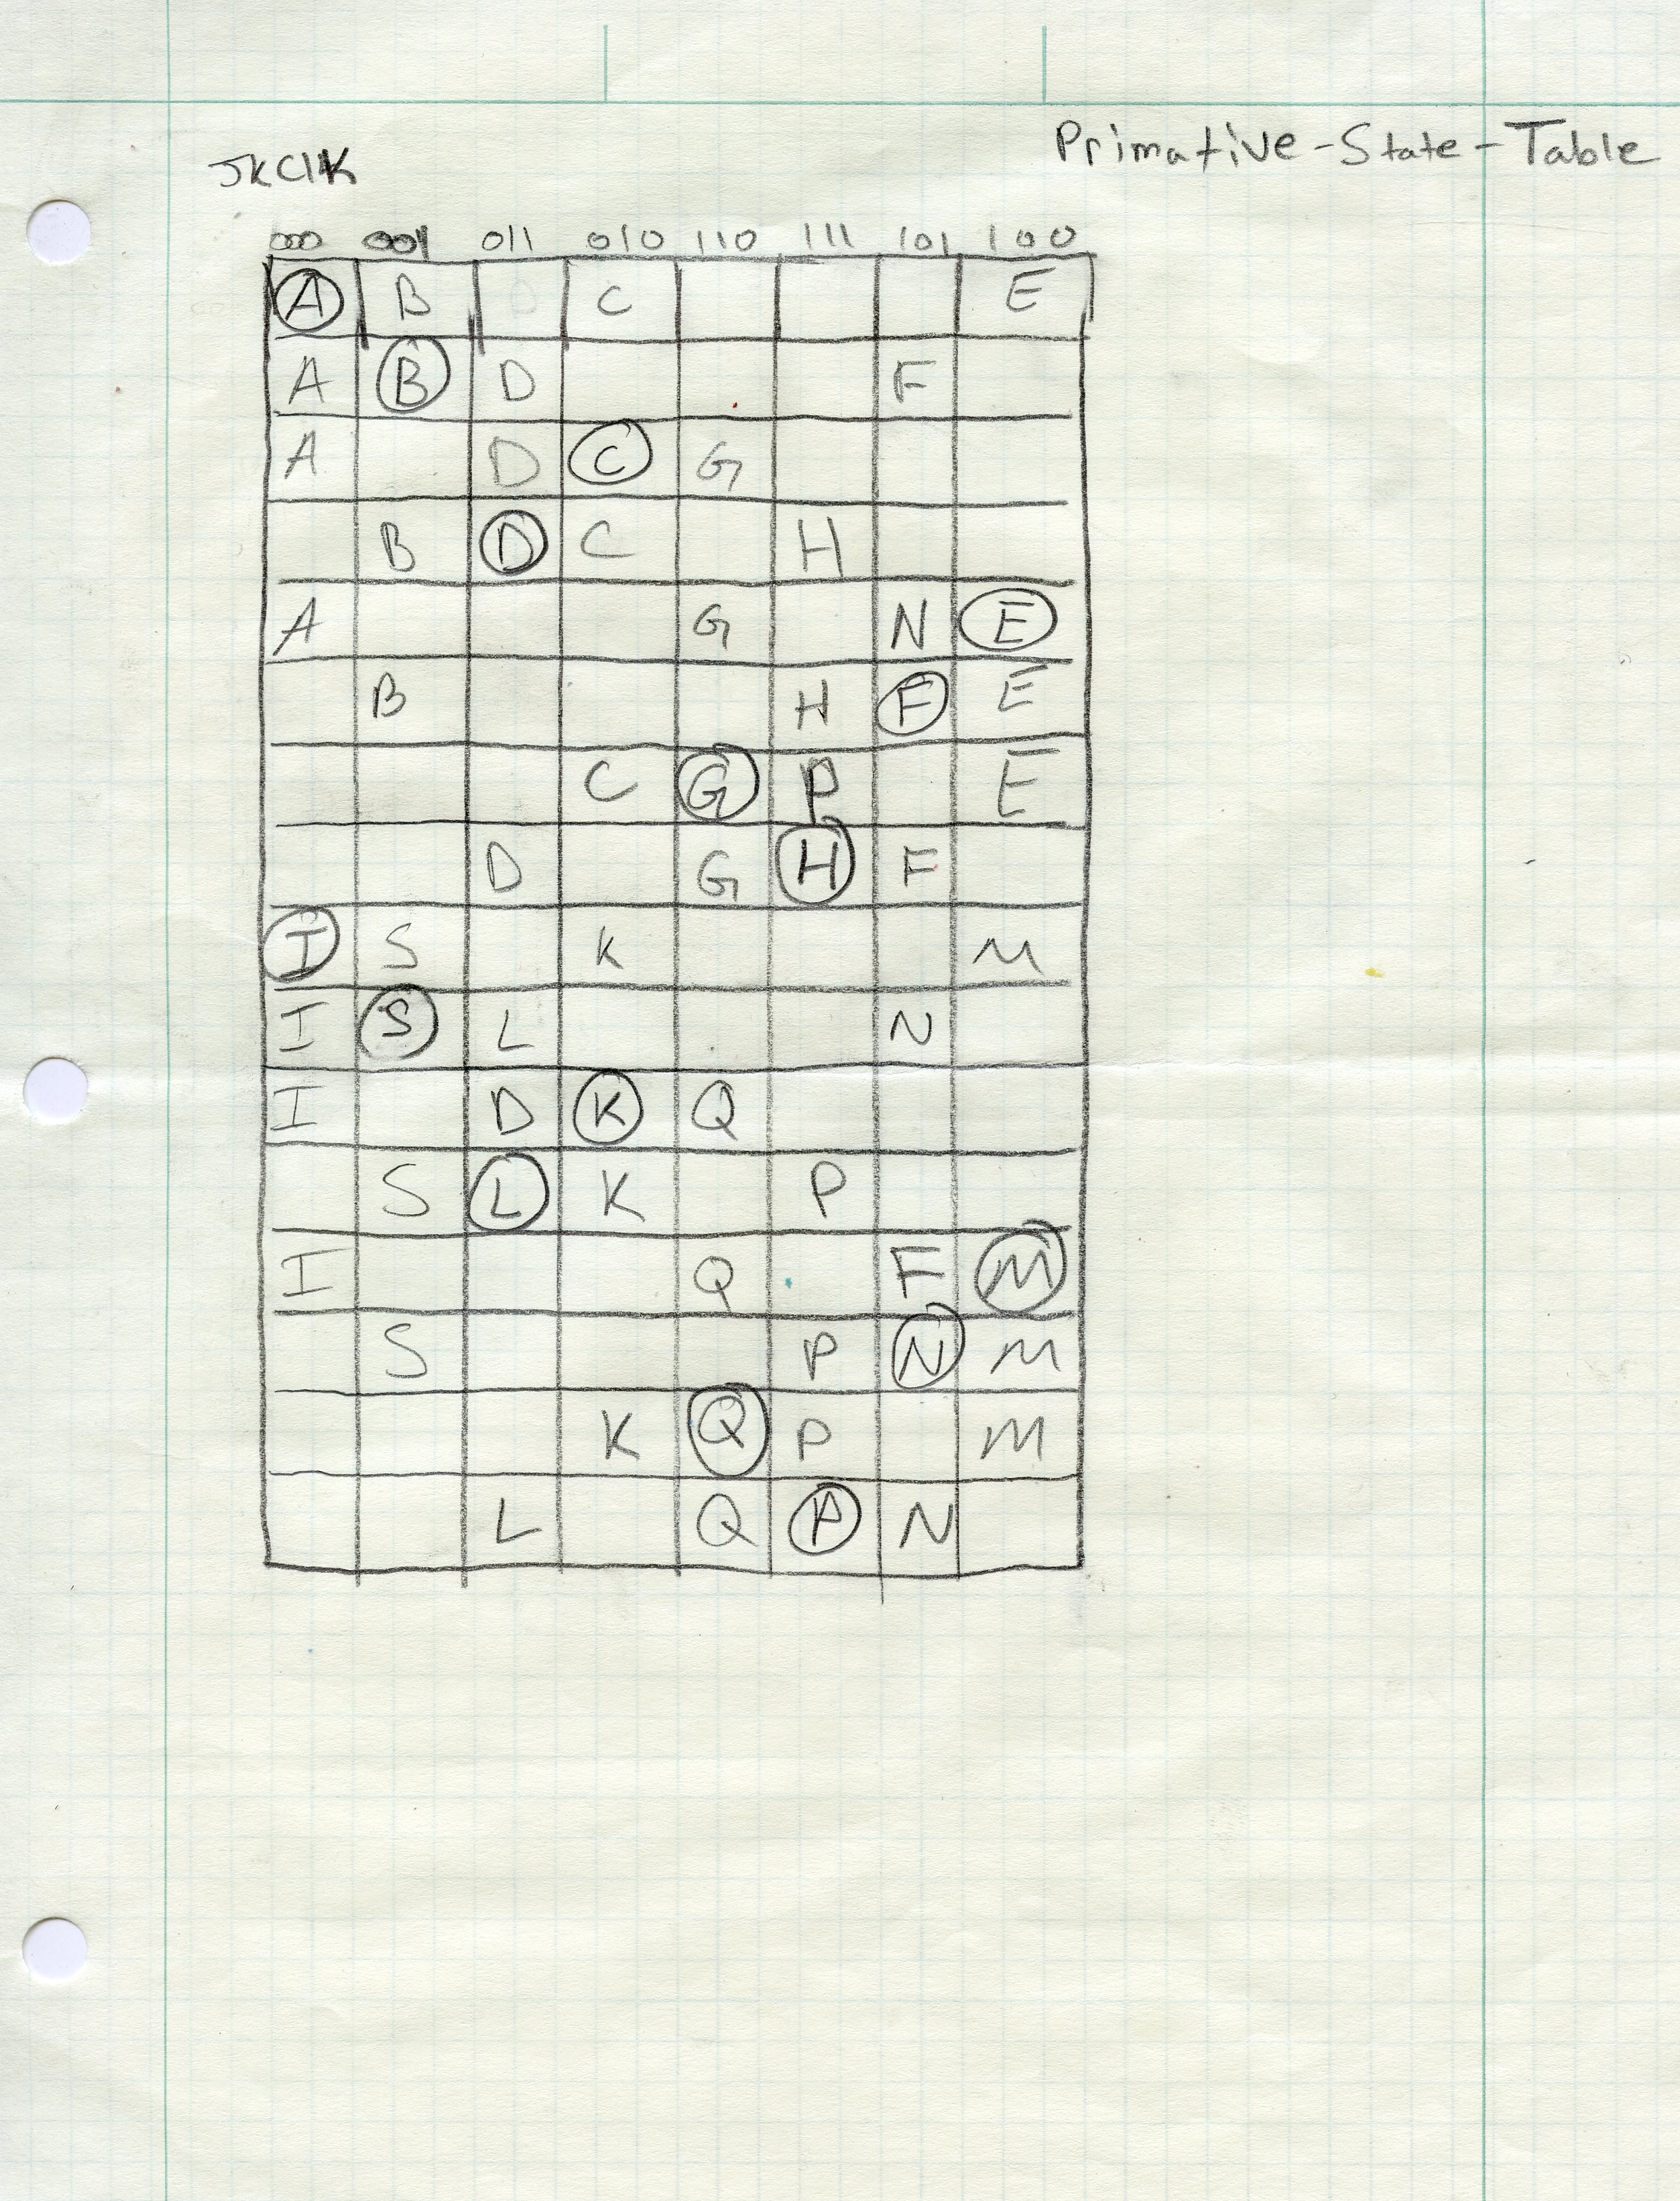 Primative-State-Table
JKClK
000 001 011 010 110 111 101 100
A B C E
A B D F
A D C G
B D C H
A G N E
B H F E
C G P E
D G H F
I S K M
I S L N
I D K Q
S L K P
I Q F M
S P N M
K Q P M
L Q P N